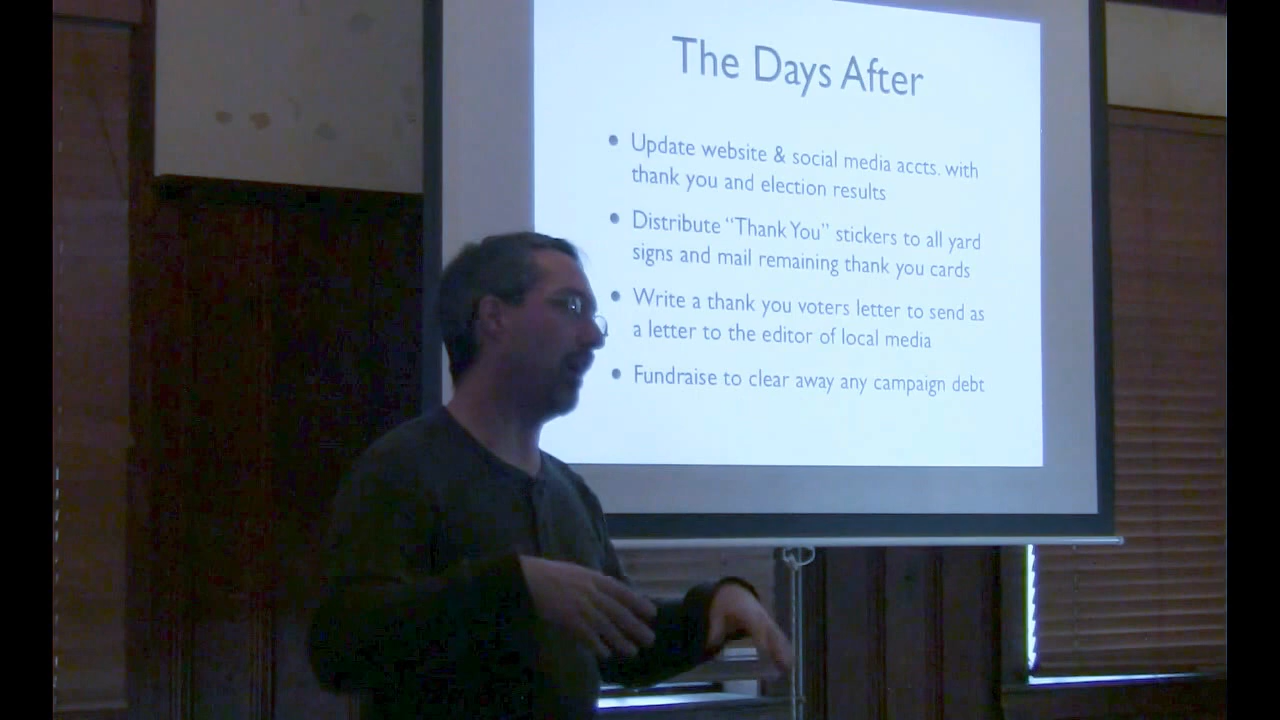 The Days After
• Update website & social media accts. with
thank you and election results
• Distribute “Thank You” stickers to all yard
signs and mail remaining thank you cards
• Write a thank you voters letter to send as
a letter to the editor of local media
• Fundraise to clear away any campaign debt